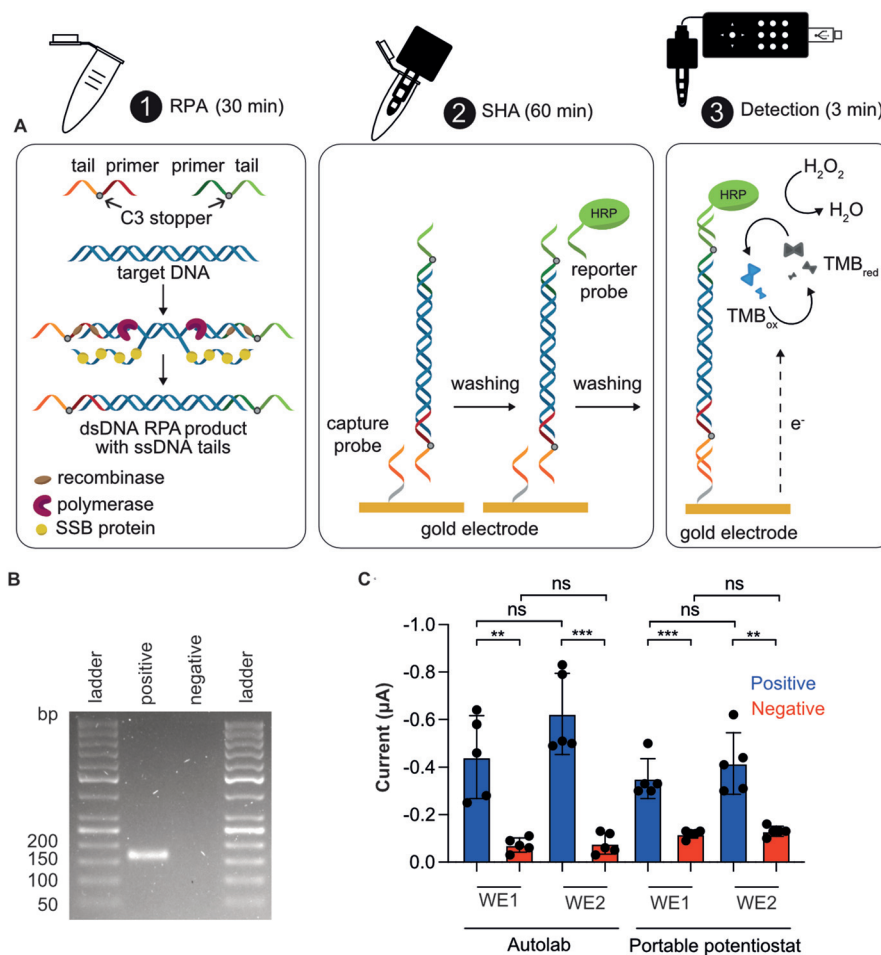 1 RPA (30 min)
2 SHA (60 min)
3 Detection (3 min)
A
tail primer primer tail
C3 stopper
target DNA
dsDNA RPA product
with ssDNA tails
recombinase
polymerase
SSB protein
HRP
reporter
probe
washing
washing
capture
probe
gold electrode
HRP
H2O2
H2O
TMBred
TMBox
e-
gold electrode
B
ladder
positive
negative
ladder
bp
200
150
100
50
C
ns
ns
ns
ns
** *** *** **
Positive
Negative
Current (µA)
-1.0
-0.8
-0.6
-0.4
-0.2
0.0
WE1 WE2 WE1 WE2
Autolab Portable potentiostat